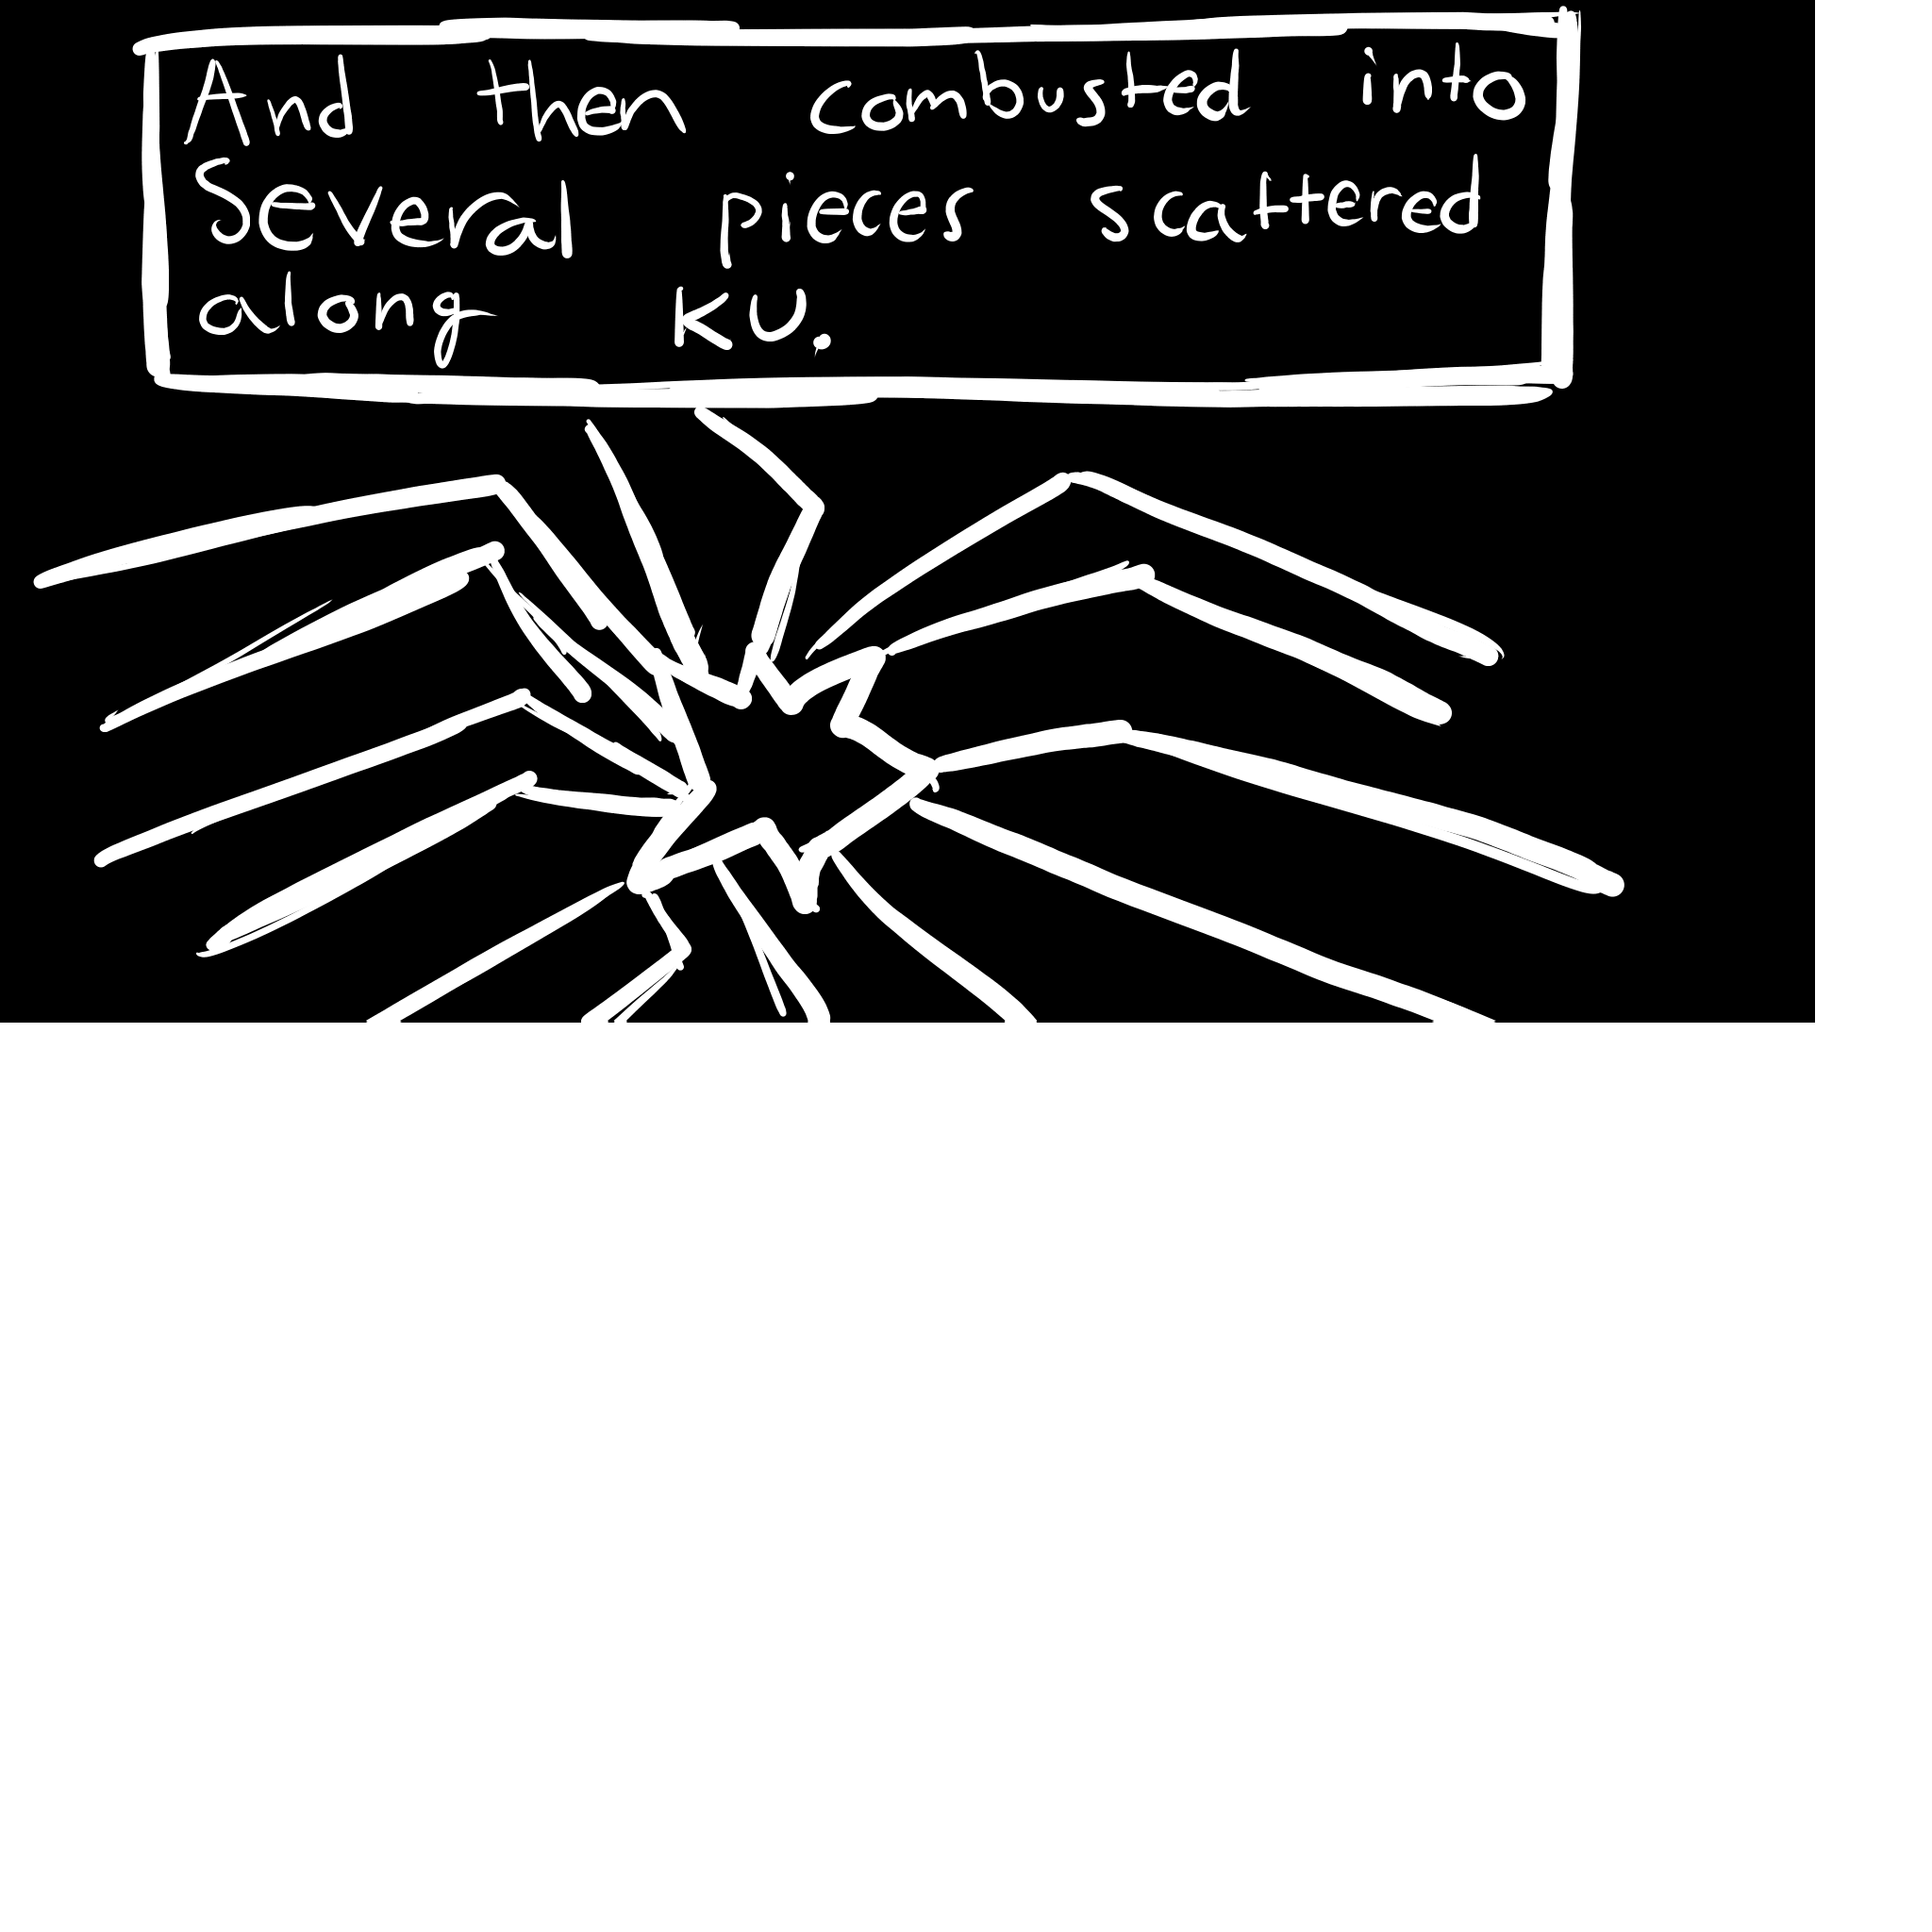 And then combusted into
Several pieces scattered
along KU.